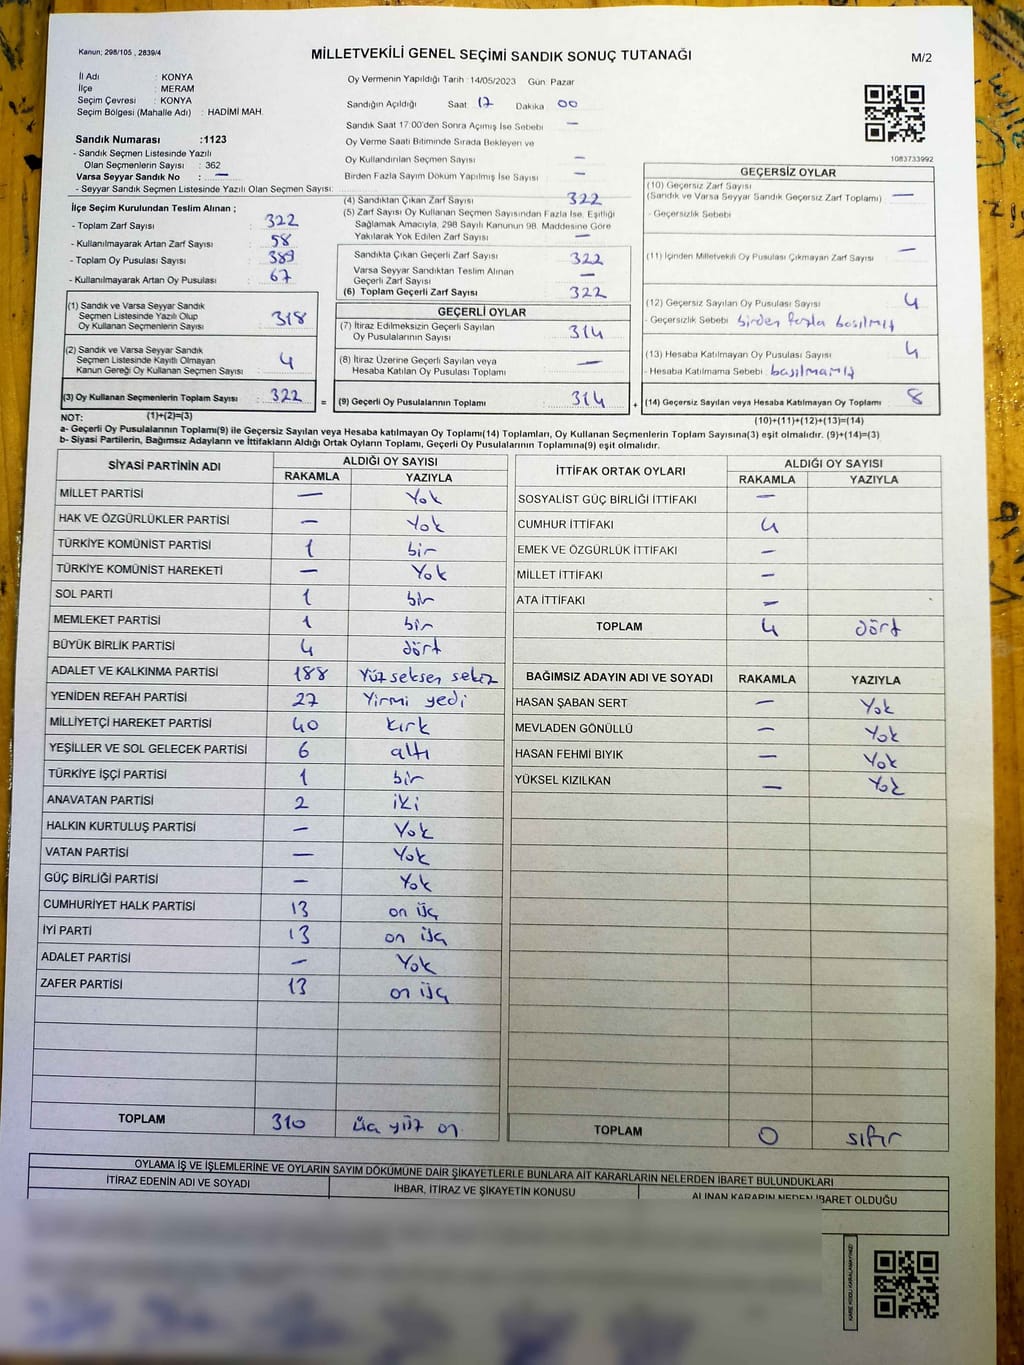 Kanun; 298/105 , 2839/4
MİLLETVEKİLİ GENEL SEÇİMİ SANDIK SONUÇ TUTANAĞI
M/2
İl Adı : KONYA
İlçe : MERAM
Seçim Çevresi : KONYA
Seçim Bölgesi (Mahalle Adı) : HADİMİ MAH.
Sandık Numarası :1123
- Sandık Seçmen Listesinde Yazılı
Olan Seçmenlerin Sayısı : 362
Varsa Seyyar Sandık No : —
- Seyyar Sandık Seçmen Listesinde Yazılı Olan Seçmen Sayısı:
Oy Vermenin Yapıldığı Tarih :14/05/2023 Gün: Pazar
Sandığın Açıldığı Saat 17 Dakika 00
Sandık Saat 17:00'den Sonra Açımış İse Sebebi —
Oy Verme Saati Bitiminde Sırada Bekleyen ve
Oy Kullandırılan Seçmen Sayısı —
Birden Fazla Sayım Döküm Yapılmış İse Sayısı —
1083733992
İlçe Seçim Kurulundan Teslim Alınan ;
- Toplam Zarf Sayısı : 322
- Kullanılmayarak Artan Zarf Sayısı : 58
- Toplam Oy Pusulası Sayısı : 389
- Kullanılmayarak Artan Oy Pusulası : 67
(1) Sandık ve Varsa Seyyar Sandık
Seçmen Listesinde Yazılı Olup
Oy Kullanan Seçmenlerin Sayısı : 318
(2) Sandık ve Varsa Seyyar Sandık
Seçmen Listesinde Kayıtlı Olmayan
Kanun Gereği Oy Kullanan Seçmen Sayısı : 4
(3) Oy Kullanan Seçmenlerin Toplam Sayısı : 322 =
(4) Sandıktan Çıkan Zarf Sayısı : 322
(5) Zarf Sayısı Oy Kullanan Seçmen Sayısından Fazla İse, Eşitliği
Sağlamak Amacıyla, 298 Sayılı Kanunun 98. Maddesine Göre
Yakılarak Yok Edilen Zarf Sayısı —
Sandıkta Çıkan Geçerli Zarf Sayısı 322
Varsa Seyyar Sandıktan Teslim Alınan
Geçerli Zarf Sayısı —
(6) Toplam Geçerli Zarf Sayısı 322
GEÇERLİ OYLAR
(7) İtiraz Edilmeksizin Geçerli Sayılan
Oy Pusulalarının Sayısı : 314
(8) İtiraz Üzerine Geçerli Sayılan veya
Hesaba Katılan Oy Pusulası Toplamı : —
(9) Geçerli Oy Pusulalarının Toplamı : 314 +
GEÇERSİZ OYLAR
(10) Geçersiz Zarf Sayısı
(Sandık ve Varsa Seyyar Sandık Geçersiz Zarf Toplamı) —
- Geçersizlik Sebebi
(11) İçinden Milletvekili Oy Pusulası Çıkmayan Zarf Sayısı : —
(12) Geçersiz Sayılan Oy Pusulası Sayısı 4
- Geçersizlik Sebebi birden fazla basılmış
(13) Hesaba Katılmayan Oy Pusulası Sayısı 4
- Hesaba Katılmama Sebebi basılmamış
(14) Geçersiz Sayılan veya Hesaba Katılmayan Oy Toplamı 8
NOT: (1)+(2)=(3)
(10)+(11)+(12)+(13)=(14)
a- Geçerli Oy Pusulalarının Toplamı(9) ile Geçersiz Sayılan veya Hesaba katılmayan Oy Toplamı(14) Toplamları, Oy Kullanan Seçmenlerin Toplam Sayısına(3) eşit olmalıdır. (9)+(14)=(3)
b- Siyasi Partilerin, Bağımsız Adayların ve İttifakların Aldığı Ortak Oyların Toplamı, Geçerli Oy Pusulalarının Toplamına(9) eşit olmalıdır.
SİYASİ PARTİNİN ADI ALDIĞI OY SAYISI
RAKAMLA YAZIYLA
MİLLET PARTİSİ — Yok
HAK VE ÖZGÜRLÜKLER PARTİSİ — Yok
TÜRKİYE KOMÜNİST PARTİSİ 1 bir
TÜRKİYE KOMÜNİST HAREKETİ — Yok
SOL PARTİ 1 bir
MEMLEKET PARTİSİ 1 bir
BÜYÜK BİRLİK PARTİSİ 4 dört
ADALET VE KALKINMA PARTİSİ 188 Yüz seksen sekiz
YENİDEN REFAH PARTİSİ 27 Yirmi yedi
MİLLİYETÇİ HAREKET PARTİSİ 40 kırk
YEŞİLLER VE SOL GELECEK PARTİSİ 6 altı
TÜRKİYE İŞÇİ PARTİSİ 1 bir
ANAVATAN PARTİSİ 2 iki
HALKIN KURTULUŞ PARTİSİ — Yok
VATAN PARTİSİ — Yok
GÜÇ BİRLİĞİ PARTİSİ — Yok
CUMHURİYET HALK PARTİSİ 13 on üç
İYİ PARTİ 13 on üç
ADALET PARTİSİ — Yok
ZAFER PARTİSİ 13 on üç
TOPLAM 310 üç yüz on
İTTİFAK ORTAK OYLARI ALDIĞI OY SAYISI
RAKAMLA YAZIYLA
SOSYALİST GÜÇ BİRLİĞİ İTTİFAKI —
CUMHUR İTTİFAKI 4
EMEK VE ÖZGÜRLÜK İTTİFAKI —
MİLLET İTTİFAKI —
ATA İTTİFAKI —
TOPLAM 4 dört
BAĞIMSIZ ADAYIN ADI VE SOYADI RAKAMLA YAZIYLA
HASAN ŞABAN SERT — Yok
MEVLADEN GÖNÜLLÜ — Yok
HASAN FEHMİ BIYIK — Yok
YÜKSEL KIZILKAN — Yok
TOPLAM 0 sıfır
OYLAMA İŞ VE İŞLEMLERİNE VE OYLARIN SAYIM DÖKÜMÜNE DAİR ŞİKAYETLERLE BUNLARA AİT KARARLARIN NELERDEN İBARET BULUNDUKLARI
İTİRAZ EDENİN ADI VE SOYADI
İHBAR, İTİRAZ VE ŞİKAYETİN KONUSU
ALINAN KARARIN NEDEN İBARET OLDUĞU
KARE KODU KARALAMAYINIZ!